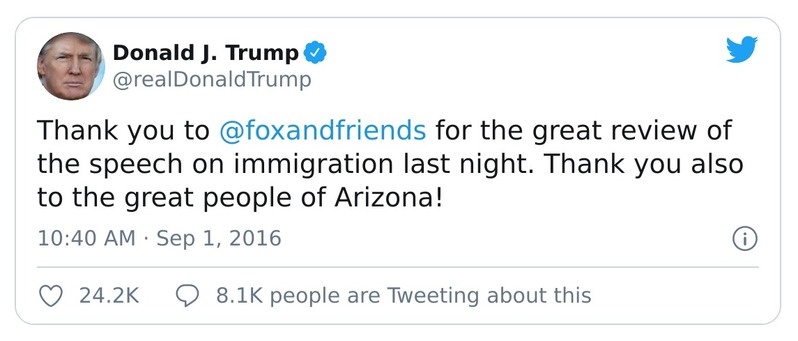 Donald J. Trump
@realDonaldTrump
Thank you to @foxandfriends for the great review of
the speech on immigration last night. Thank you also
to the great people of Arizona!
10:40 AM · Sep 1, 2016
24.2K 8.1K people are Tweeting about this